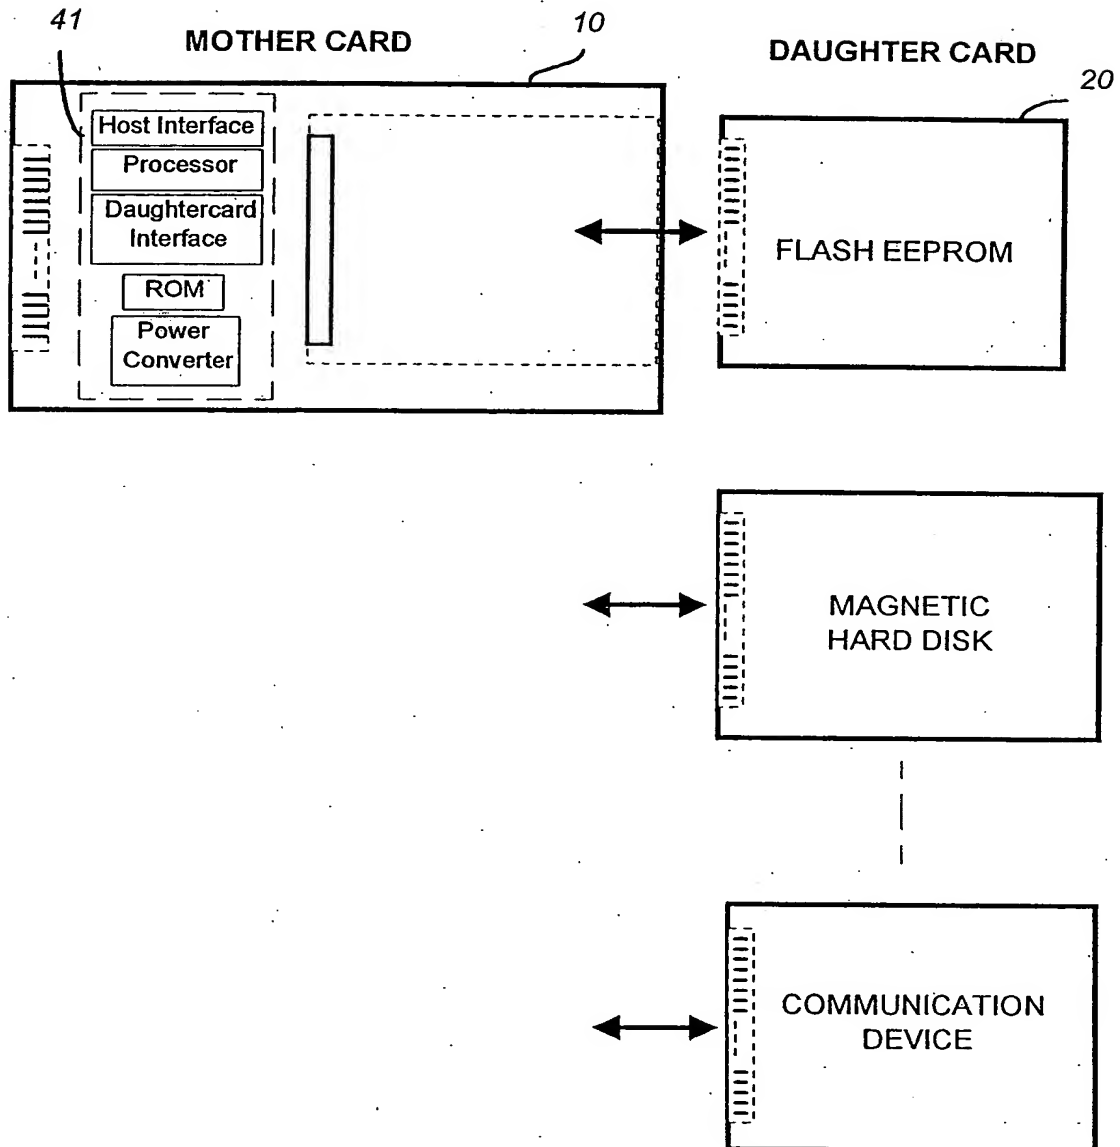 41
10
MOTHER CARD
DAUGHTER CARD
20
Host Interface
Processor
Daughtercard
Interface
ROM
Power
Converter
FLASH EEPROM
MAGNETIC
HARD DISK
COMMUNICATION
DEVICE